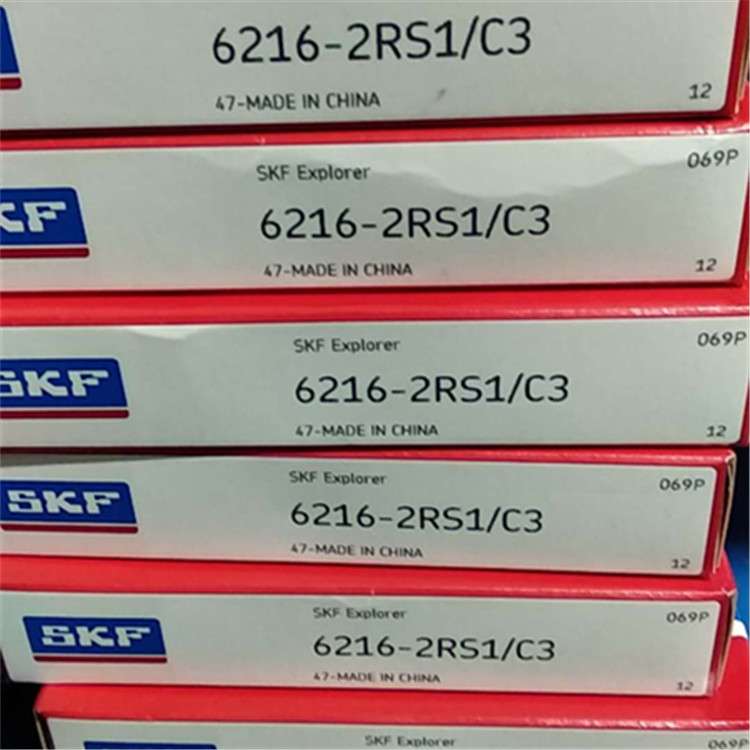 6216-2RS1/C3
47-MADE IN CHINA
12
SKF Explorer
069P
SKF
6216-2RS1/C3
47-MADE IN CHINA
12
SKF Explorer
069P
SKF
6216-2RS1/C3
47-MADE IN CHINA
12
SKF Explorer
069P
SKF
6216-2RS1/C3
47-MADE IN CHINA
12
SKF Explorer
069P
SKF
6216-2RS1/C3
47-MADE IN CHINA
12
SKF Explorer
069P